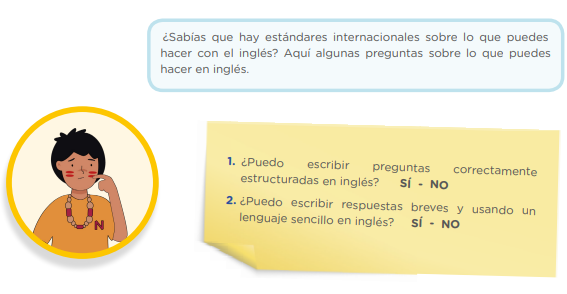 ¿Sabías que hay estándares internacionales sobre lo que puedes
hacer con el inglés? Aquí algunas preguntas sobre lo que puedes
hacer en inglés.
1. ¿Puedo escribir preguntas correctamente
estructuradas en inglés? SÍ - NO
2. ¿Puedo escribir respuestas breves y usando un
lenguaje sencillo en inglés? SÍ - NO
N